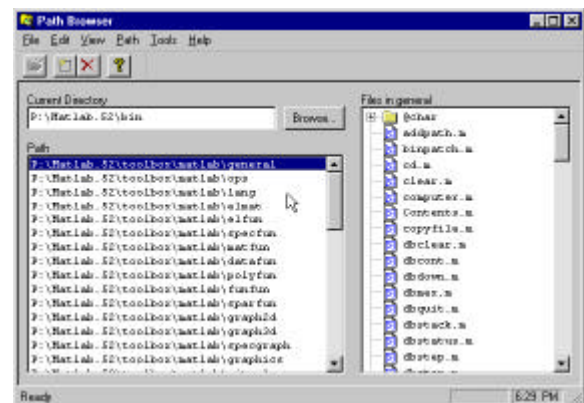 Path Browser
File Edit View Path Tools Help
Current Directory
P:\Matlab.52\bin
Browse...
Path
P:\Matlab.52\toolbox\matlab\general
P:\Matlab.52\toolbox\matlab\ops
P:\Matlab.52\toolbox\matlab\lang
P:\Matlab.52\toolbox\matlab\elmat
P:\Matlab.52\toolbox\matlab\elfun
P:\Matlab.52\toolbox\matlab\specfun
P:\Matlab.52\toolbox\matlab\matfun
P:\Matlab.52\toolbox\matlab\datafun
P:\Matlab.52\toolbox\matlab\polyfun
P:\Matlab.52\toolbox\matlab\funfun
P:\Matlab.52\toolbox\matlab\sparfun
P:\Matlab.52\toolbox\matlab\graph2d
P:\Matlab.52\toolbox\matlab\graph3d
P:\Matlab.52\toolbox\matlab\specgraph
P:\Matlab.52\toolbox\matlab\graphics
Files in general
@char
addpath.m
binpatch.m
cd.m
clear.m
computer.m
Contents.m
copyfile.m
dbclear.m
dbcont.m
dbdown.m
dbmex.m
dbquit.m
dbstack.m
dbstatus.m
dbstep.m
Ready
6:29 PM